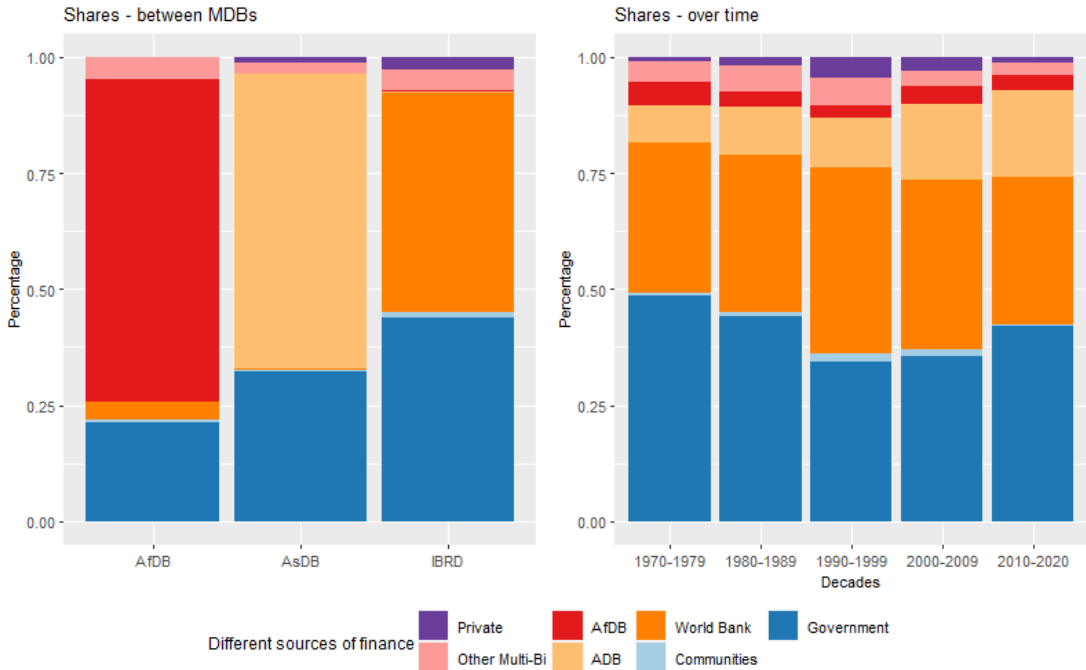 Shares - between MDBs
Percentage
1.00
0.75
0.50
0.25
0.00
AfDB
AsDB
IBRD
Shares - over time
Percentage
1.00
0.75
0.50
0.25
0.00
1970-1979
1980-1989
1990-1999
2000-2009
2010-2020
Decades
Different sources of finance
Private
AfDB
World Bank
Government
Other Multi-Bi
ADB
Communities